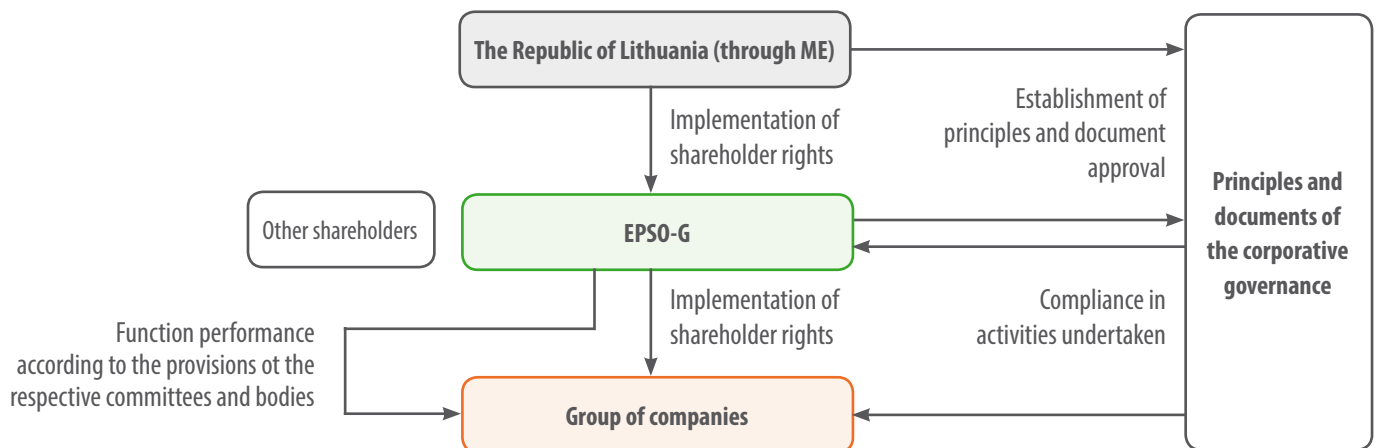 The Republic of Lithuania (through ME)
Implementation of
shareholder rights
Establishment of
principles and document
approval
Principles and
documents of
the corporative
governance
Other shareholders
EPSO-G
Implementation of
shareholder rights
Compliance in
activities undertaken
Function performance
according to the provisions ot the
respective committees and bodies
Group of companies